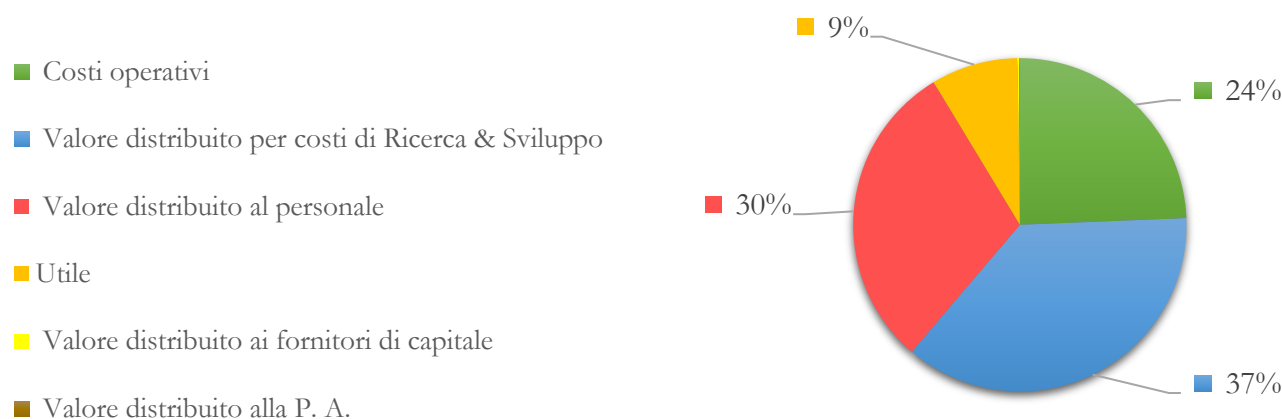 9%
Costi operativi
24%
Valore distribuito per costi di Ricerca & Sviluppo
Valore distribuito al personale
30%
Utile
Valore distribuito ai fornitori di capitale
37%
Valore distribuito alla P. A.